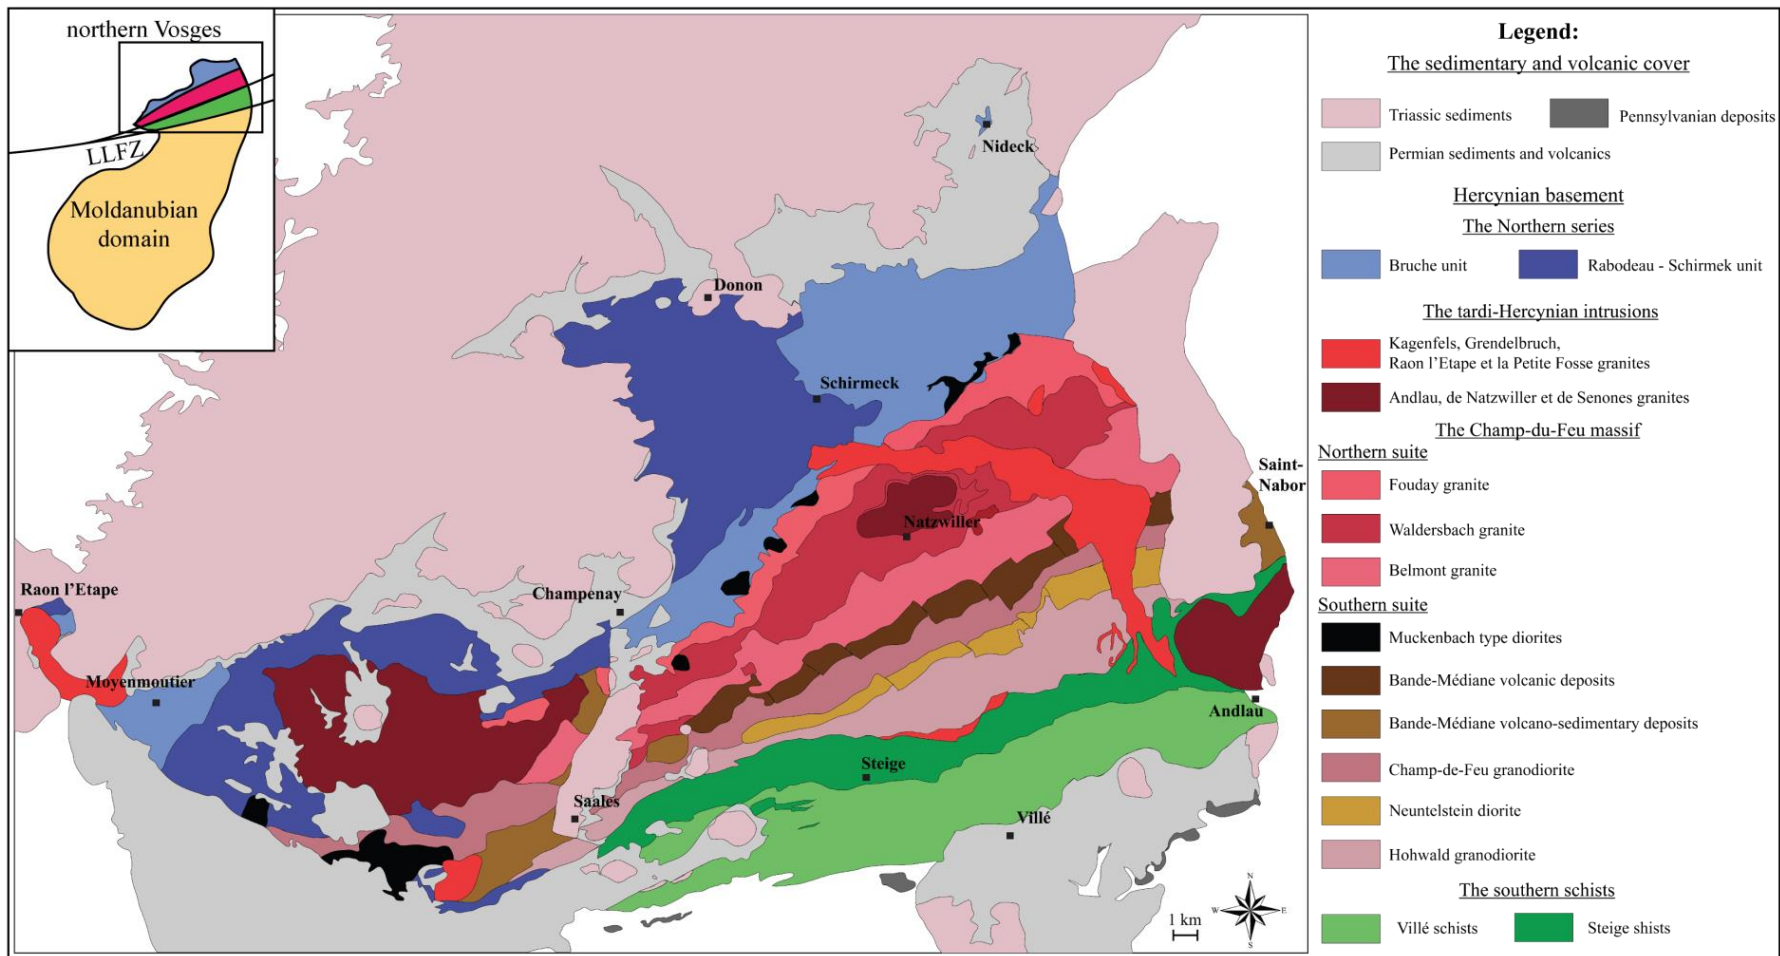 northern Vosges
LLFZ
Moldanubian
domain
Nideck
Donon
Schirmeck
Saint-
Nabor
Natzwiller
Raon l'Etape
Champenay
Moyenmoutier
Andlau
Steige
Saales
Villé
1 km
N
W
E
S
Legend:
The sedimentary and volcanic cover
Triassic sediments
Pennsylvanian deposits
Permian sediments and volcanics
Hercynian basement
The Northern series
Bruche unit
Rabodeau - Schirmek unit
The tardi-Hercynian intrusions
Kagenfels, Grendelbruch,
Raon l'Etape et la Petite Fosse granites
Andlau, de Natzwiller et de Senones granites
The Champ-du-Feu massif
Northern suite
Fouday granite
Waldersbach granite
Belmont granite
Southern suite
Muckenbach type diorites
Bande-Médiane volcanic deposits
Bande-Médiane volcano-sedimentary deposits
Champ-de-Feu granodiorite
Neuntelstein diorite
Hohwald granodiorite
The southern schists
Villé schists
Steige shists